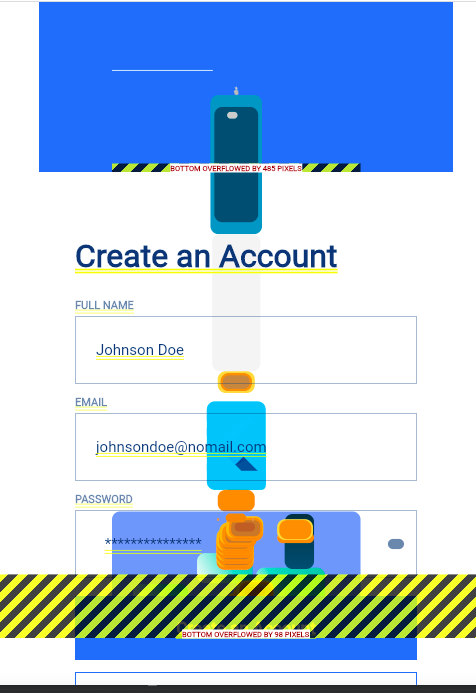 BOTTOM OVERFLOWED BY 485 PIXELS
Create an Account
FULL NAME
Johnson Doe
EMAIL
johnsondoe@nomail.com
PASSWORD
***************
BOTTOM OVERFLOWED BY 98 PIXELS